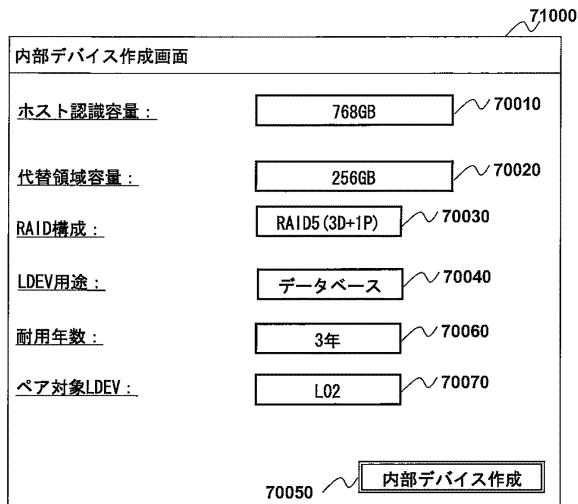 71000
内部デバイス作成画面
ホスト認識容量： 768GB 70010
代替領域容量： 256GB 70020
RAID構成： RAID5(3D+1P) 70030
LDEV用途： データベース 70040
耐用年数： 3年 70060
ペア対象LDEV： L02 70070
70050 内部デバイス作成